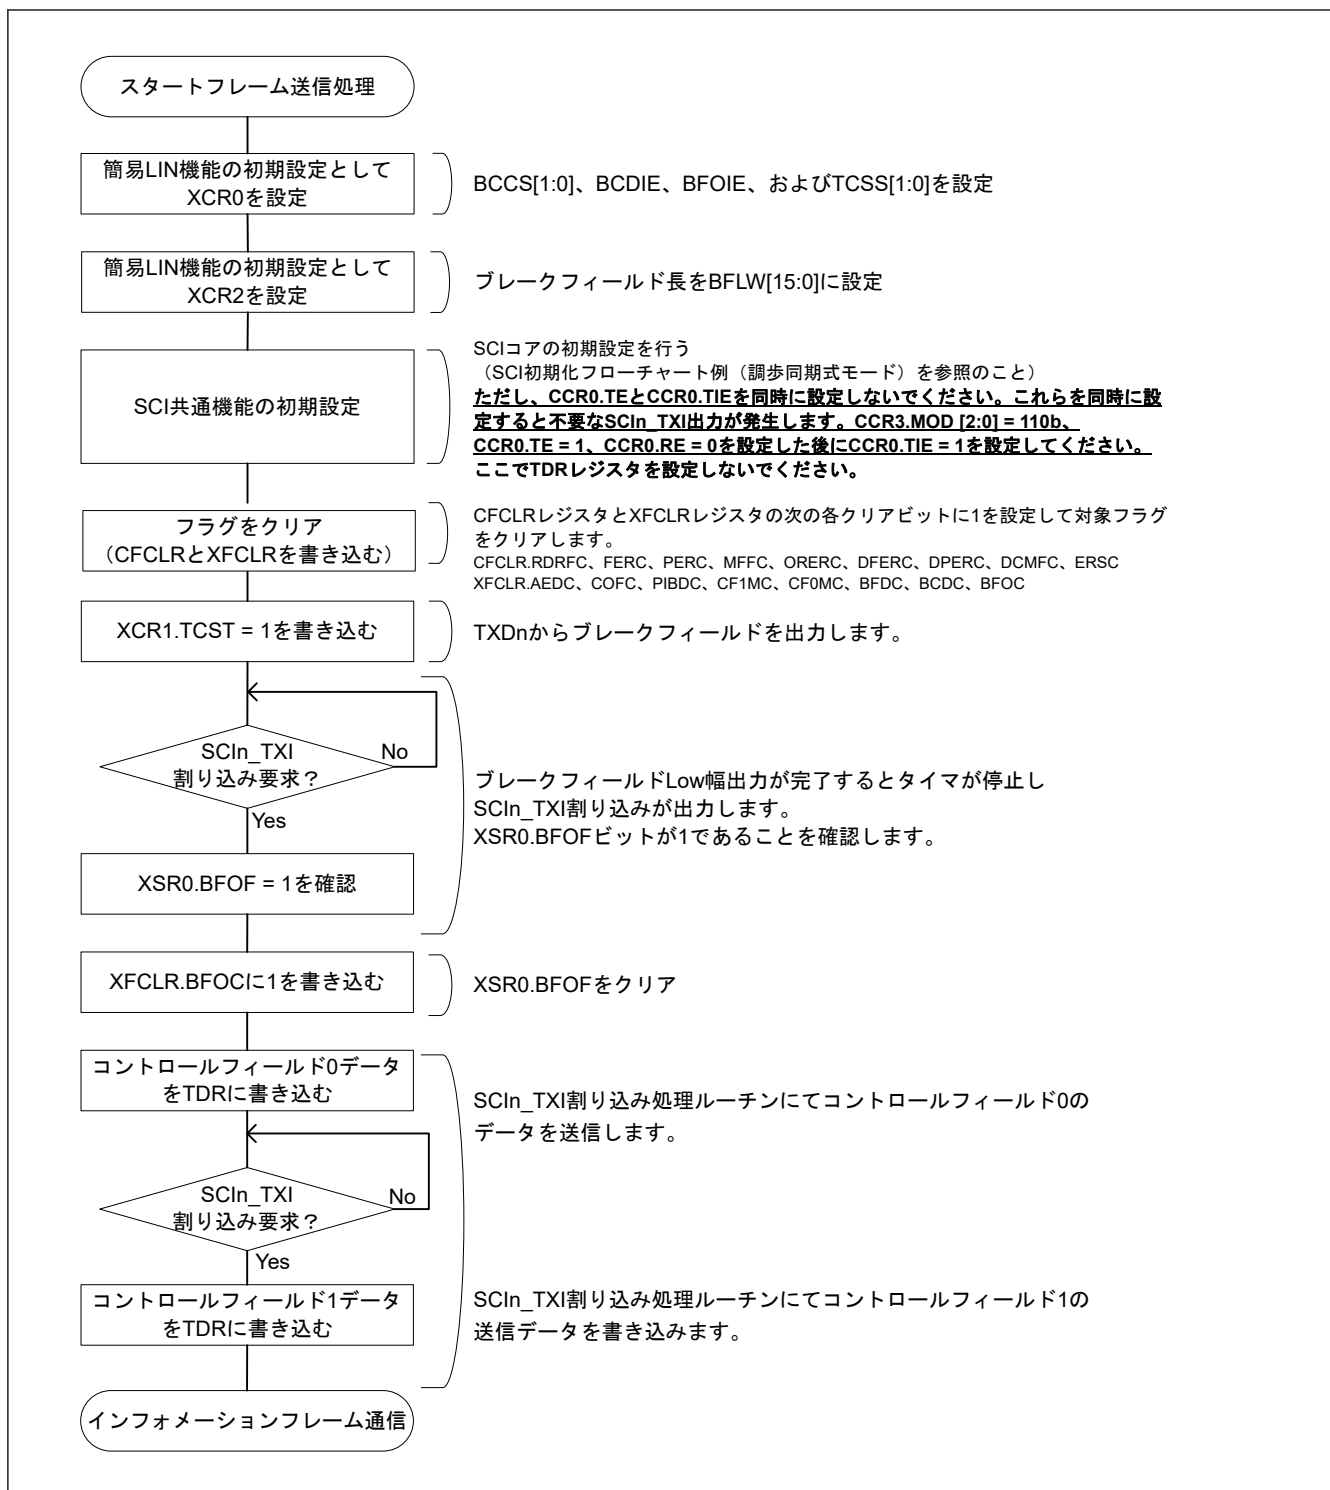 スタートフレーム送信処理
簡易LIN機能の初期設定として
XCR0を設定
BCCS[1:0]、BCDIE、BFOIE、およびTCSS[1:0]を設定
簡易LIN機能の初期設定として
XCR2を設定
ブレークフィールド長をBFLW[15:0]に設定
SCI共通機能の初期設定
SCIコアの初期設定を行う
（SCI初期化フローチャート例（調歩同期式モード）を参照のこと）
ただし、CCR0.TEとCCR0.TIEを同時に設定しないでください。これらを同時に設
定すると不要なSCIn_TXI出力が発生します。CCR3.MOD [2:0] = 110b、
CCR0.TE = 1、CCR0.RE = 0を設定した後にCCR0.TIE = 1を設定してください。
ここでTDRレジスタを設定しないでください。
フラグをクリア
（CFCLRとXFCLRを書き込む）
CFCLRレジスタとXFCLRレジスタの次の各クリアビットに1を設定して対象フラグ
をクリアします。
CFCLR.RDRFC、FERC、PERC、MFFC、ORERC、DFERC、DPERC、DCMFC、ERSC
XFCLR.AEDC、COFC、PIBDC、CF1MC、CF0MC、BFDC、BCDC、BFOC
XCR1.TCST = 1を書き込む
TXDnからブレークフィールドを出力します。
SCIn_TXI
割り込み要求？
No
Yes
ブレークフィールドLow幅出力が完了するとタイマが停止し
SCIn_TXI割り込みが出力します。
XSR0.BFOFビットが1であることを確認します。
XSR0.BFOF = 1を確認
XFCLR.BFOCに1を書き込む
XSR0.BFOFをクリア
コントロールフィールド0データ
をTDRに書き込む
SCIn_TXI割り込み処理ルーチンにてコントロールフィールド0の
データを送信します。
SCIn_TXI
割り込み要求？
No
Yes
コントロールフィールド1データ
をTDRに書き込む
SCIn_TXI割り込み処理ルーチンにてコントロールフィールド1の
送信データを書き込みます。
インフォメーションフレーム通信